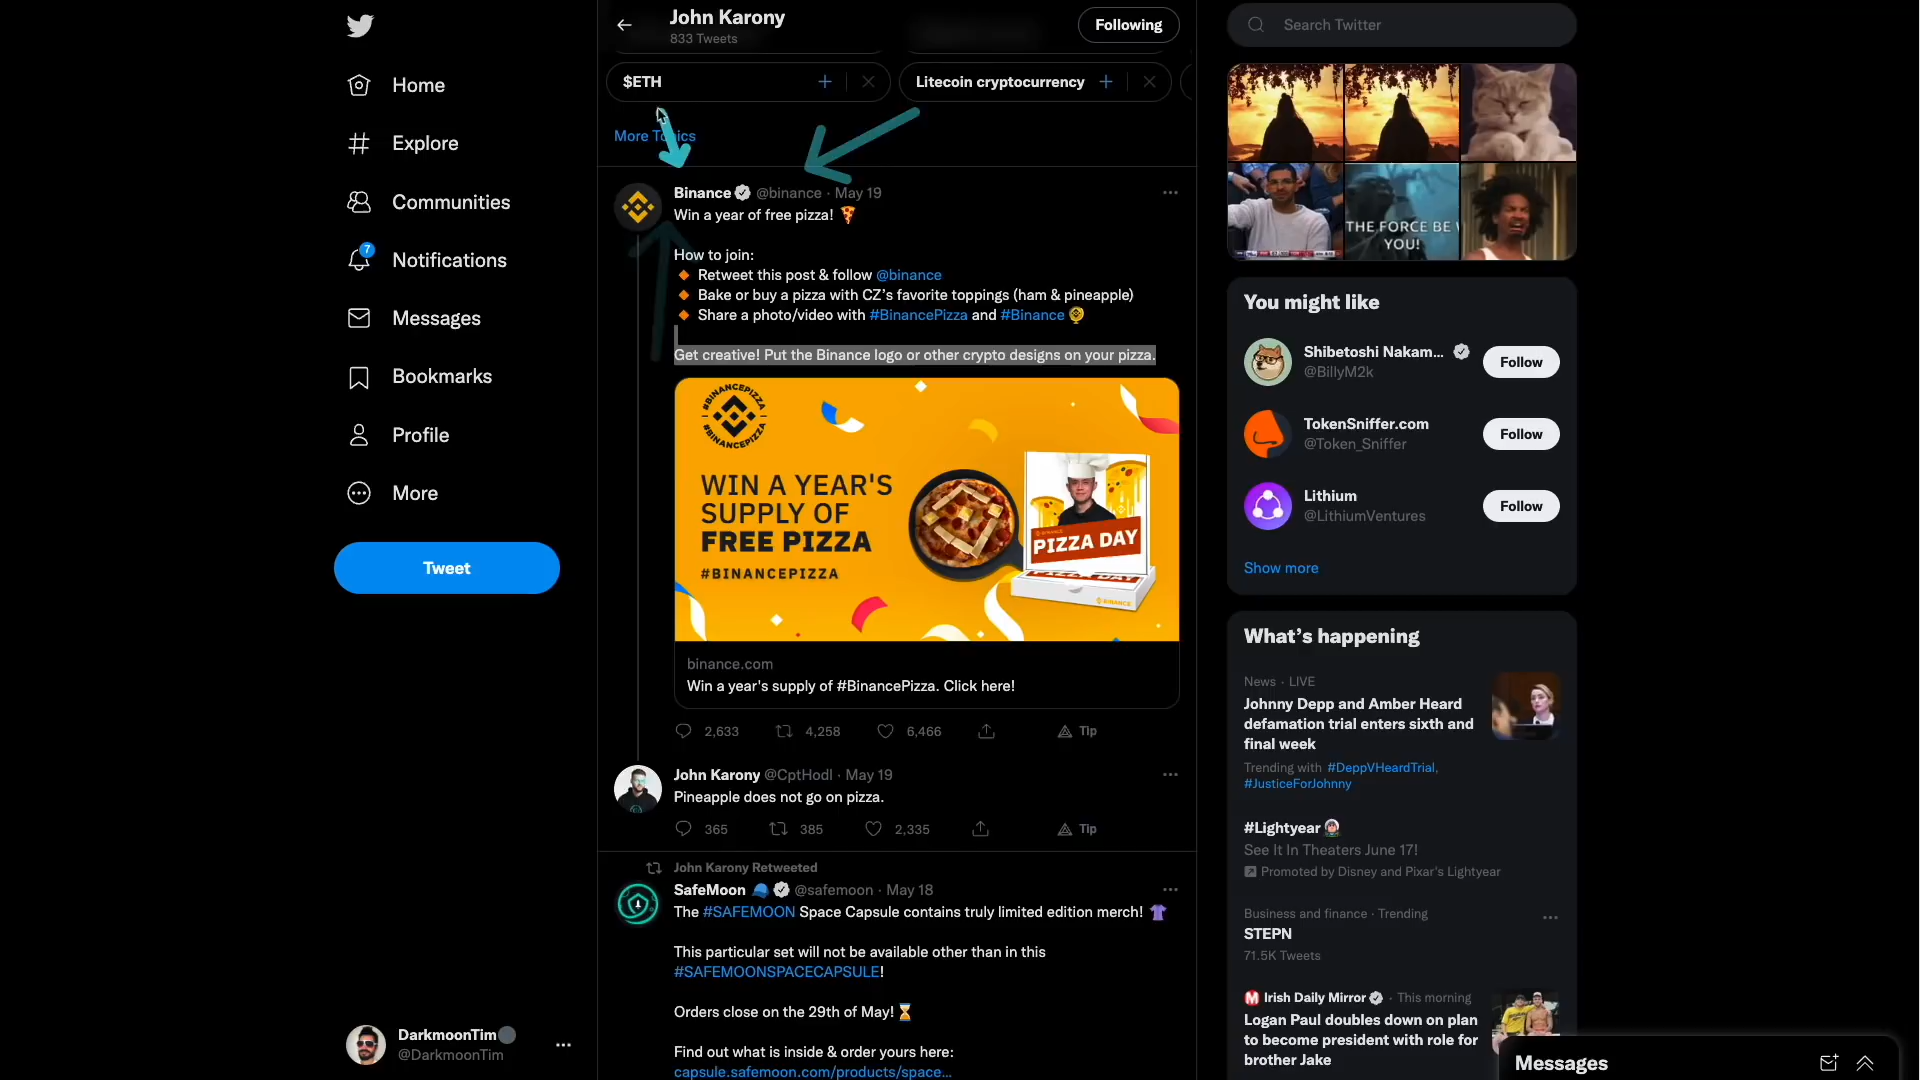 Home
Explore
Communities
7
Notifications
Messages
Bookmarks
Profile
More
Tweet
DarkmoonTim
@DarkmoonTim
John Karony
833 Tweets
Following
$ETH
Litecoin cryptocurrency
More Topics
Binance @binance · May 19
Win a year of free pizza! 🍕
How to join:
🔸 Retweet this post & follow @binance
🔸 Bake or buy a pizza with CZ's favorite toppings (ham & pineapple)
🔸 Share a photo/video with #BinancePizza and #Binance
Get creative! Put the Binance logo or other crypto designs on your pizza.
#BINANCEPIZZA
#BINANCEPIZZA
WIN A YEAR'S
SUPPLY OF
FREE PIZZA
#BINANCEPIZZA
PIZZA DAY
PIZZA DAY
BINANCE
binance.com
Win a year's supply of #BinancePizza. Click here!
2,633 4,258 6,466 Tip
John Karony @CptHodl · May 19
Pineapple does not go on pizza.
365 385 2,335 Tip
John Karony Retweeted
SafeMoon 🧢 @safemoon · May 18
The #SAFEMOON Space Capsule contains truly limited edition merch! 👚
This particular set will not be available other than in this
#SAFEMOONSPACECAPSULE!
Orders close on the 29th of May! ⏳
Find out what is inside & order yours here:
capsule.safemoon.com/products/space...
Search Twitter
THE FORCE BE
YOU!
You might like
Shibetoshi Nakam...
@BillyM2k
Follow
TokenSniffer.com
@Token_Sniffer
Follow
Lithium
@LithiumVentures
Follow
Show more
What's happening
News · LIVE
Johnny Depp and Amber Heard
defamation trial enters sixth and
final week
Trending with #DeppVHeardTrial,
#JusticeForJohnny
#Lightyear
See It In Theaters June 17!
Promoted by Disney and Pixar's Lightyear
Business and finance · Trending
STEPN
71.5K Tweets
Irish Daily Mirror · This morning
Logan Paul doubles down on plan
to become president with role for
brother Jake
Messages